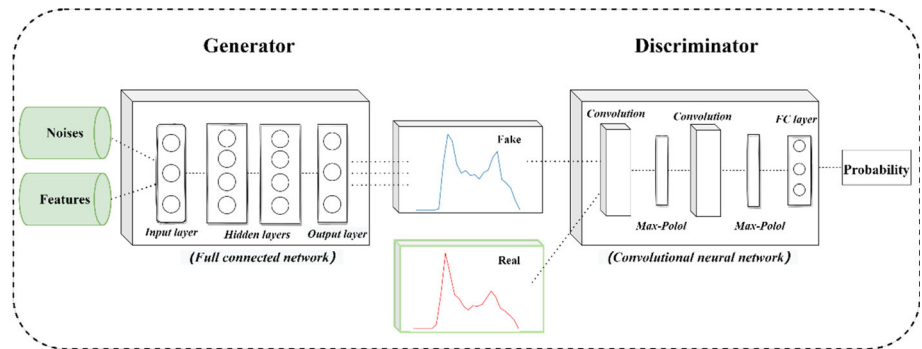 Generator
Discriminator
Noises
Features
Input layer
Hidden layers
Output layer
(Full connected network)
Fake
Real
Convolution
Convolution
FC layer
Max-Polol
Max-Polol
(Convolutional neural network)
Probability